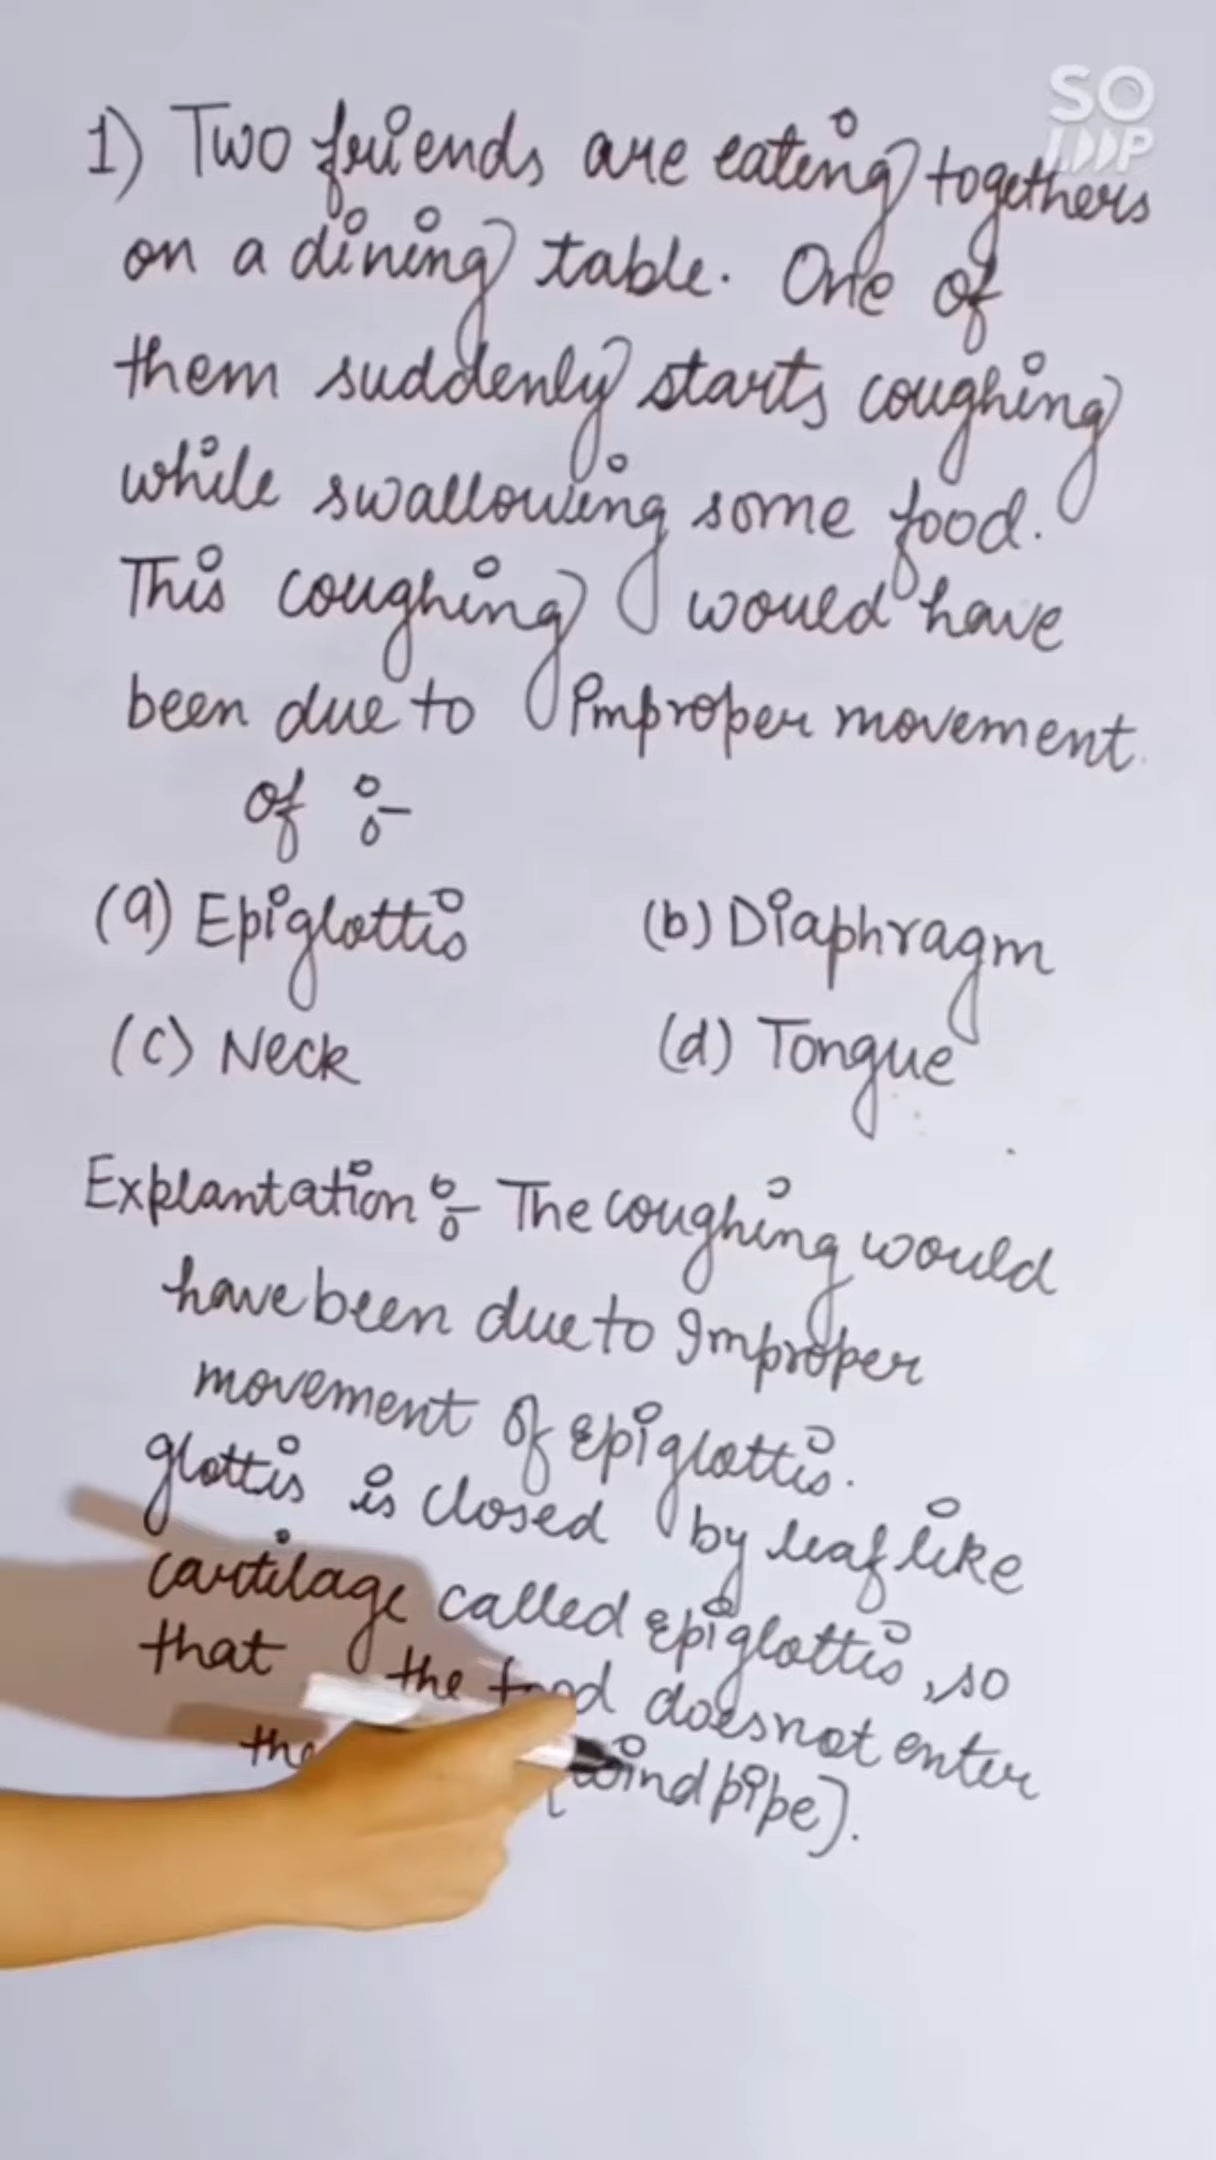 SO
LOOP
1) Two friends are eating togethers
on a dining table. One of
them suddenly starts coughing
while swallowing some food.
This coughing would have
been due to improper movement
of :-
(a) Epiglottis (b) Diaphragm
(c) Neck (d) Tongue
Explantation :- The coughing would
have been due to Improper
movement of epiglottis.
glottis is closed by leaf like
cartilage called epiglottis, so
that the food does not enter
the (windpipe).